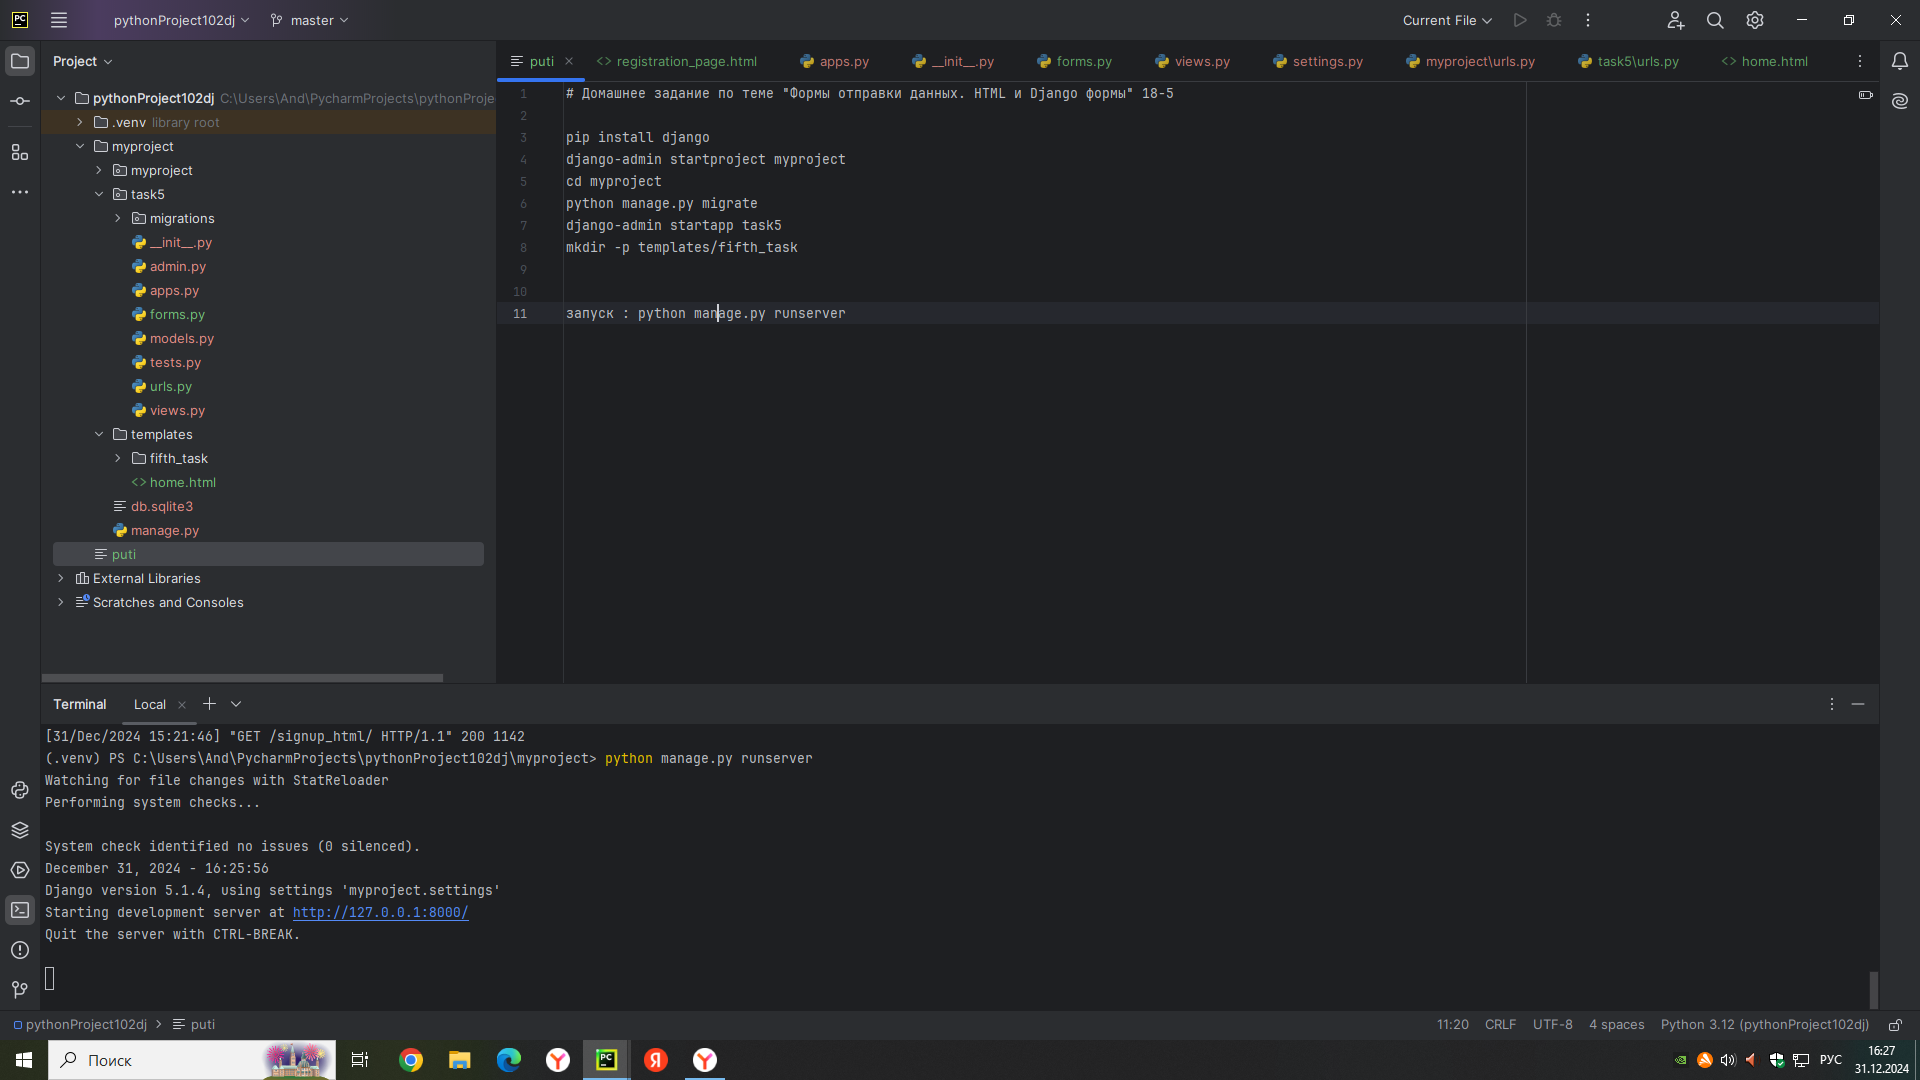 PC pythonProject102dj master Current File
Project
pythonProject102dj C:\Users\And\PycharmProjects\pythonProje
.venv library root
myproject
myproject
task5
migrations
__init__.py
admin.py
apps.py
forms.py
models.py
tests.py
urls.py
views.py
templates
fifth_task
home.html
db.sqlite3
manage.py
puti
External Libraries
Scratches and Consoles
puti registration_page.html apps.py __init__.py forms.py views.py settings.py myproject\urls.py task5\urls.py home.html
1 # Домашнее задание по теме "Формы отправки данных. HTML и Django формы" 18-5
2
3 pip install django
4 django-admin startproject myproject
5 cd myproject
6 python manage.py migrate
7 django-admin startapp task5
8 mkdir -p templates/fifth_task
9
10
11 запуск : python manage.py runserver
Terminal Local
[31/Dec/2024 15:21:46] "GET /signup_html/ HTTP/1.1" 200 1142
(.venv) PS C:\Users\And\PycharmProjects\pythonProject102dj\myproject> python manage.py runserver
Watching for file changes with StatReloader
Performing system checks...
System check identified no issues (0 silenced).
December 31, 2024 - 16:25:56
Django version 5.1.4, using settings 'myproject.settings'
Starting development server at http://127.0.0.1:8000/
Quit the server with CTRL-BREAK.
pythonProject102dj puti 11:20 CRLF UTF-8 4 spaces Python 3.12 (pythonProject102dj)
Поиск PC Я РУС 16:27
31.12.2024